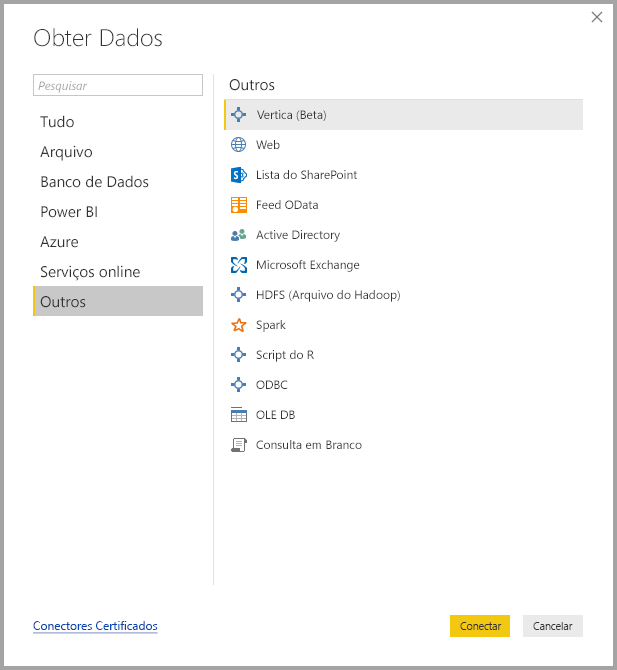 Obter Dados
Pesquisar
Tudo
Arquivo
Banco de Dados
Power BI
Azure
Serviços online
Outros
Outros
Vertica (Beta)
Web
Lista do SharePoint
Feed OData
Active Directory
Microsoft Exchange
HDFS (Arquivo do Hadoop)
Spark
Script do R
ODBC
OLE DB
Consulta em Branco
Conectores Certificados
Conectar
Cancelar